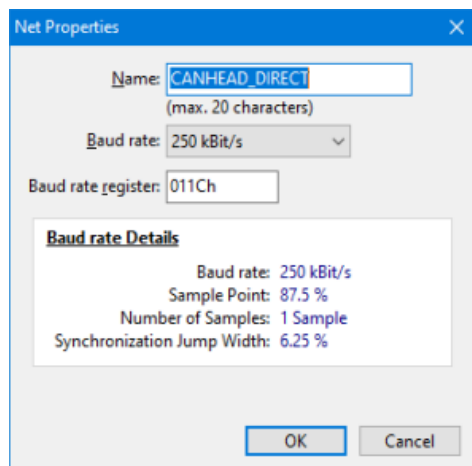 Net Properties
Name: CANHEAD_DIRECT
(max. 20 characters)
Baud rate: 250 kBit/s
Baud rate register: 011Ch
Baud rate Details
Baud rate: 250 kBit/s
Sample Point: 87.5 %
Number of Samples: 1 Sample
Synchronization Jump Width: 6.25 %
OK Cancel